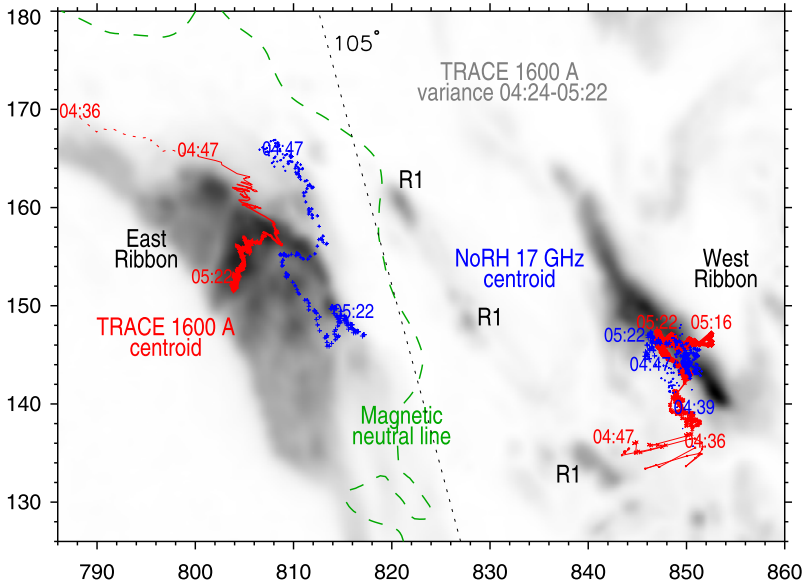 180
170
160
150
140
130
790
800
810
820
830
840
850
860
105°
TRACE 1600 A
variance 04:24-05:22
04:36
04:47
04:47
R1
East
Ribbon
05:22
TRACE 1600 A
centroid
05:22
NoRH 17 GHz
centroid
West
Ribbon
R1
05:22
05:16
05:22
04:47
04:39
Magnetic
neutral line
04:47
04:36
R1